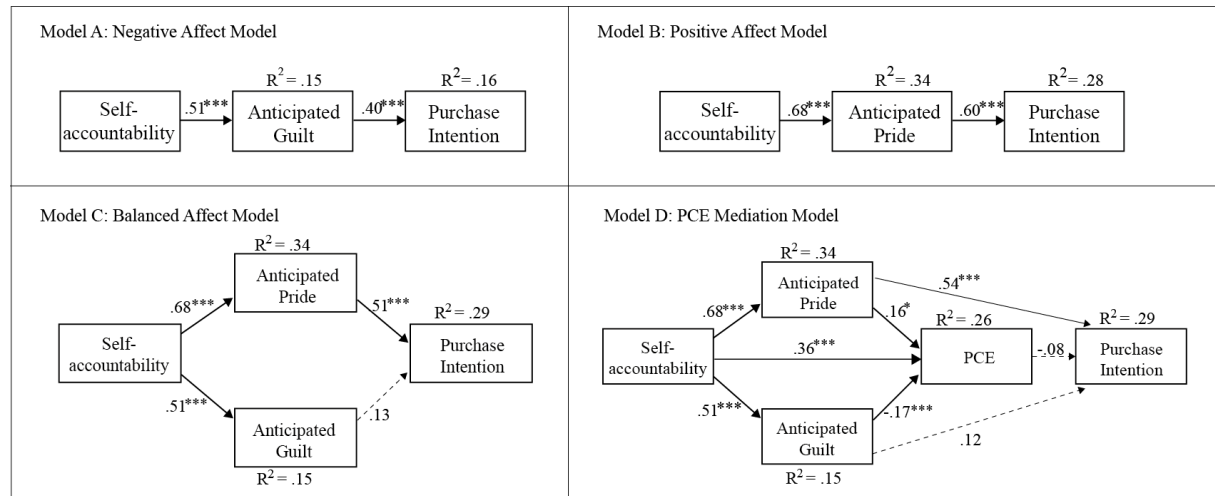 Model A: Negative Affect Model
R² = .15
R² = .16
Self-
accountability
.51***
Anticipated
Guilt
.40***
Purchase
Intention
Model B: Positive Affect Model
R² = .34
R² = .28
Self-
accountability
.68***
Anticipated
Pride
.60***
Purchase
Intention
Model C: Balanced Affect Model
R² = .34
Anticipated
Pride
.68***
.51***
R² = .29
Self-
accountability
Purchase
Intention
.51***
.13
Anticipated
Guilt
R² = .15
Model D: PCE Mediation Model
R² = .34
Anticipated
Pride
.54***
.68***
.16*
R² = .26
R² = .29
Self-
accountability
.36***
PCE
-.08
Purchase
Intention
.51***
-.17***
Anticipated
Guilt
.12
R² = .15